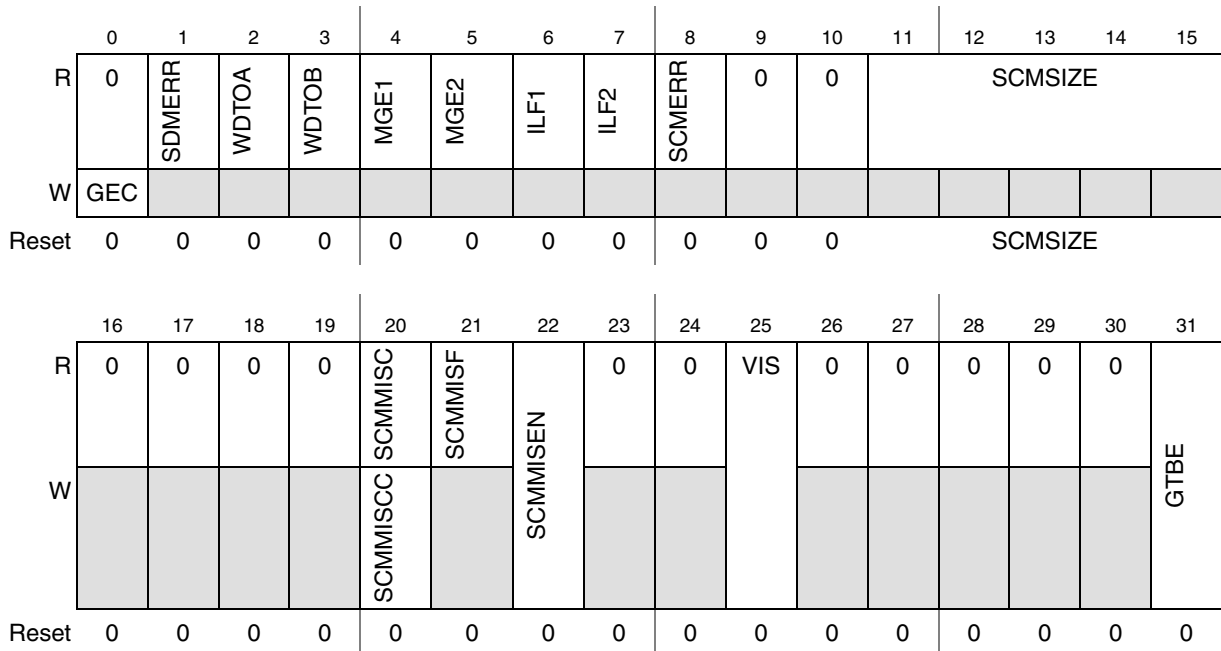 0 1 2 3 4 5 6 7 8 9 10 11 12 13 14 15
R 0 SDMERR WDTOA WDTOB MGE1 MGE2 ILF1 ILF2 SCMERR 0 0 SCMSIZE
W GEC
Reset 0 0 0 0 0 0 0 0 0 0 0 SCMSIZE
16 17 18 19 20 21 22 23 24 25 26 27 28 29 30 31
R 0 0 0 0 SCMMISC SCMMISF SCMMISEN 0 0 VIS 0 0 0 0 0 GTBE
W SCMMISCC
Reset 0 0 0 0 0 0 0 0 0 0 0 0 0 0 0 0